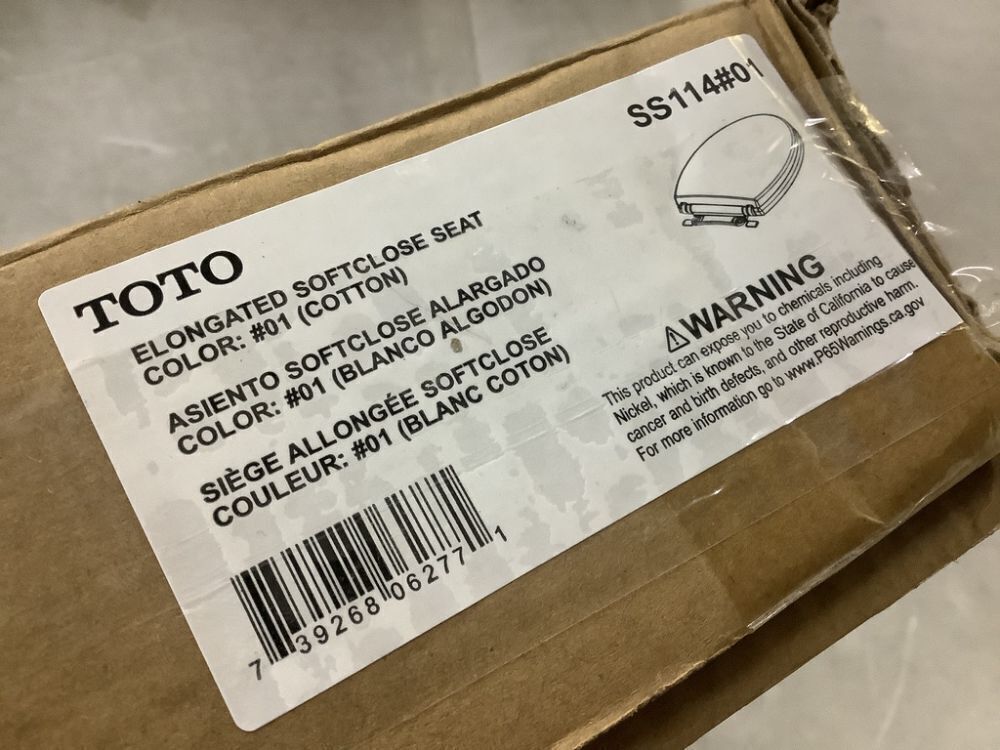 SS114#01
TOTO
ELONGATED SOFTCLOSE SEAT
COLOR: #01 (COTTON)
ASIENTO SOFTCLOSE ALARGADO
COLOR: #01 (BLANCO ALGODON)
SIÈGE ALLONGÉE SOFTCLOSE
COULEUR: #01 (BLANC COTON)
7 39268 06277 1
⚠WARNING
This product can expose you to chemicals including
Nickel, which is known to the State of California to cause
cancer and birth defects, and other reproductive harm.
For more information go to www.P65Warnings.ca.gov